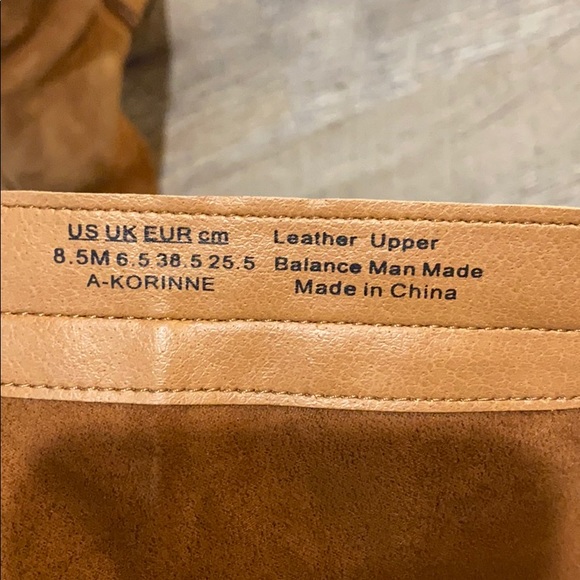 US UK EUR cm
8.5M 6.5 38.5 25.5
A-KORINNE
Leather Upper
Balance Man Made
Made in China